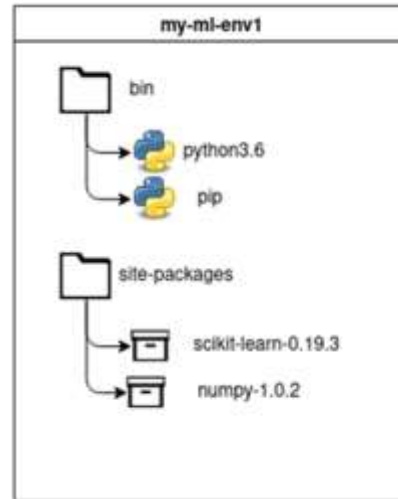 my-ml-env1
bin
python3.6
pip
site-packages
scikit-learn-0.19.3
numpy-1.0.2